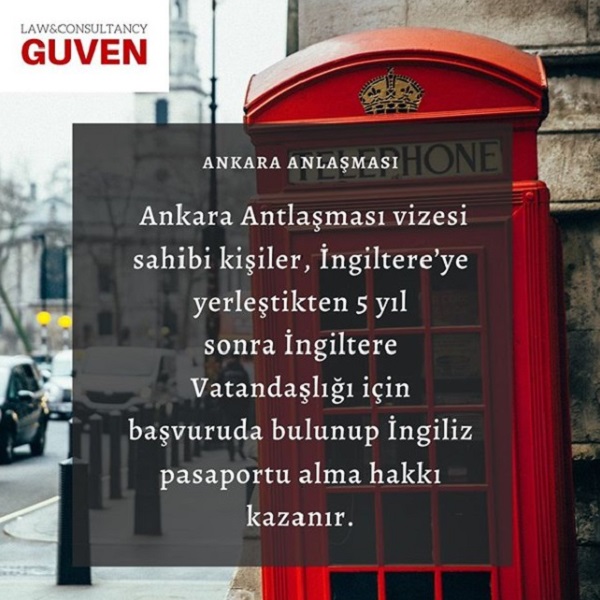 LAW&CONSULTANCY
GUVEN
TELEPHONE
ANKARA ANLAŞMASI
Ankara Antlaşması vizesi
sahibi kişiler, İngiltere'ye
yerleştikten 5 yıl
sonra İngiltere
Vatandaşlığı için
başvuruda bulunup İngiliz
pasaportu alma hakkı
kazanır.